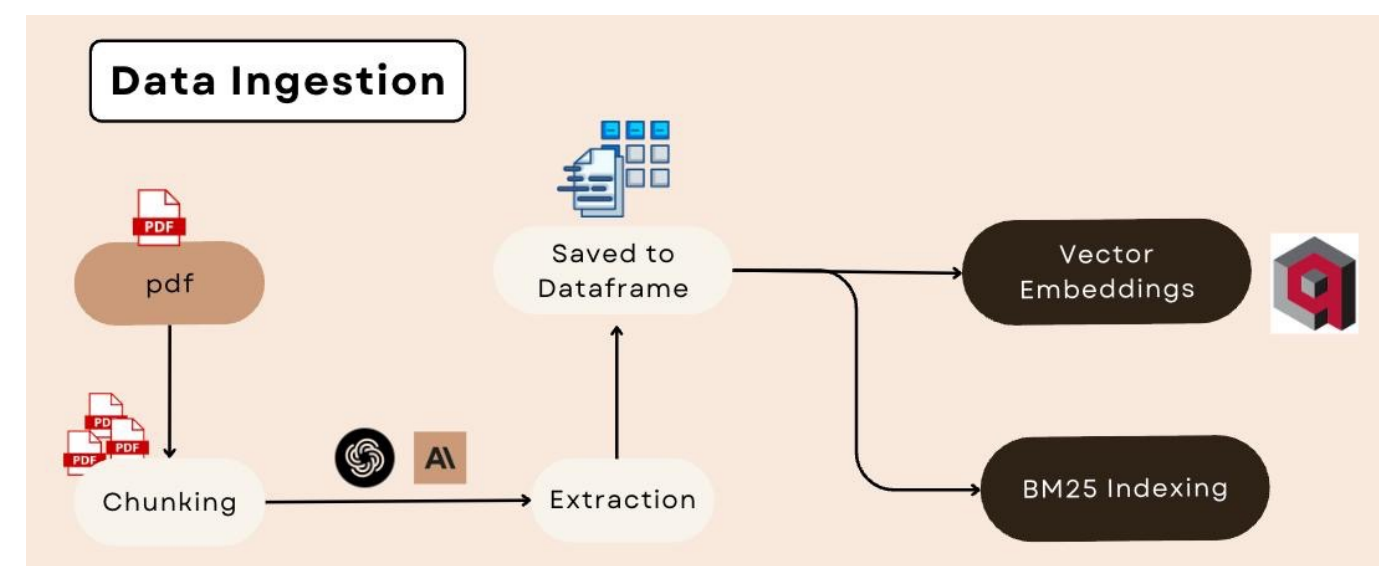 Data Ingestion
PDF
pdf
PDF
PDF
PDF
Chunking
A\
Extraction
Saved to
Dataframe
Vector
Embeddings
BM25 Indexing